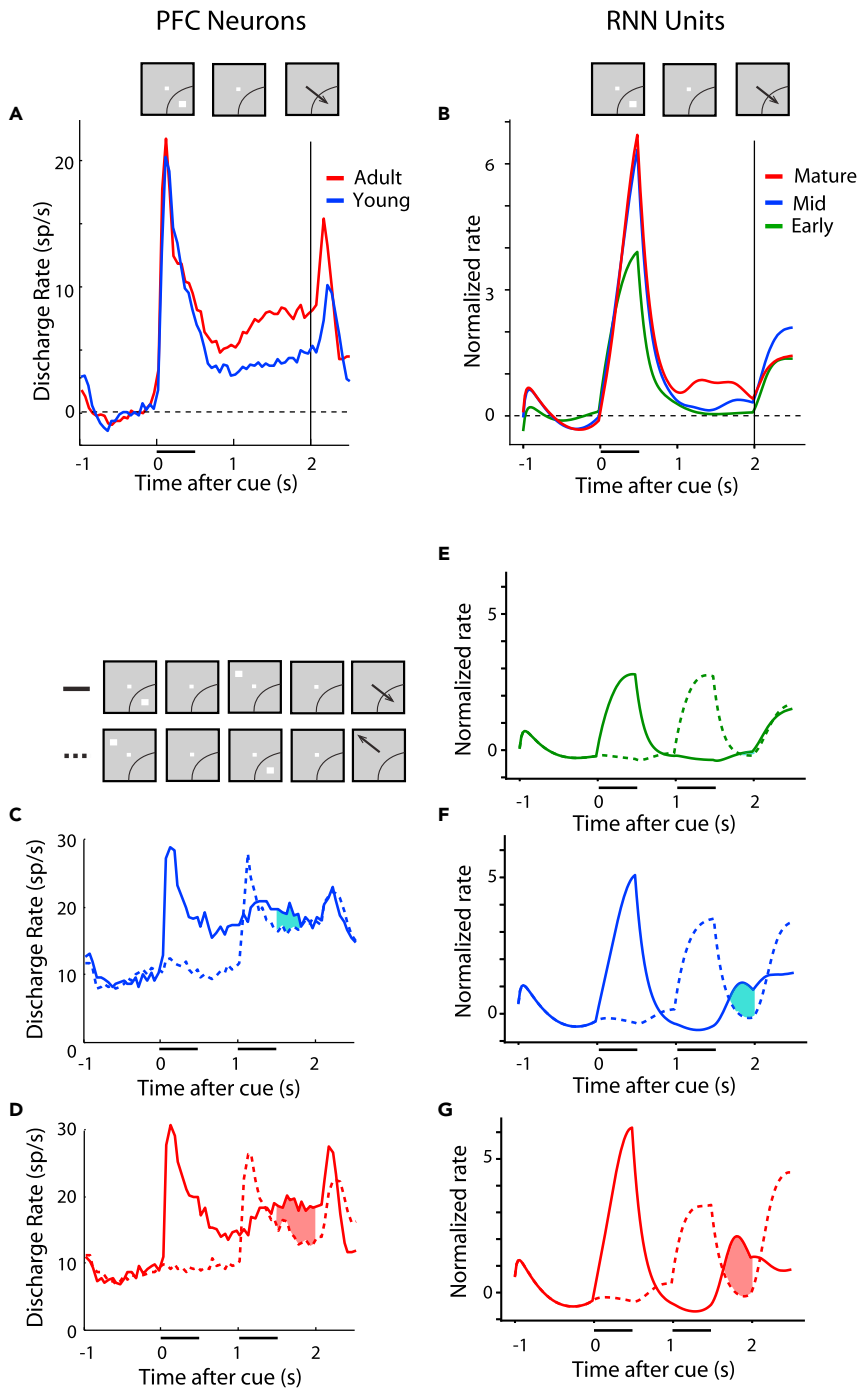 PFC Neurons
RNN Units
A
20
10
0
Discharge Rate (sp/s)
Adult
Young
-1 0 1 2
Time after cue (s)
B
6
3
0
Normalized rate
Mature
Mid
Early
-1 0 1 2
Time after cue (s)
E
5
0
Normalized rate
-1 0 1 2
Time after cue (s)
C
30
20
10
0
Discharge Rate (sp/s)
-1 0 1 2
Time after cue (s)
F
5
0
Normalized rate
-1 0 1 2
Time after cue (s)
D
30
20
10
0
Discharge Rate (sp/s)
-1 0 1 2
Time after cue (s)
G
5
0
Normalized rate
-1 0 1 2
Time after cue (s)